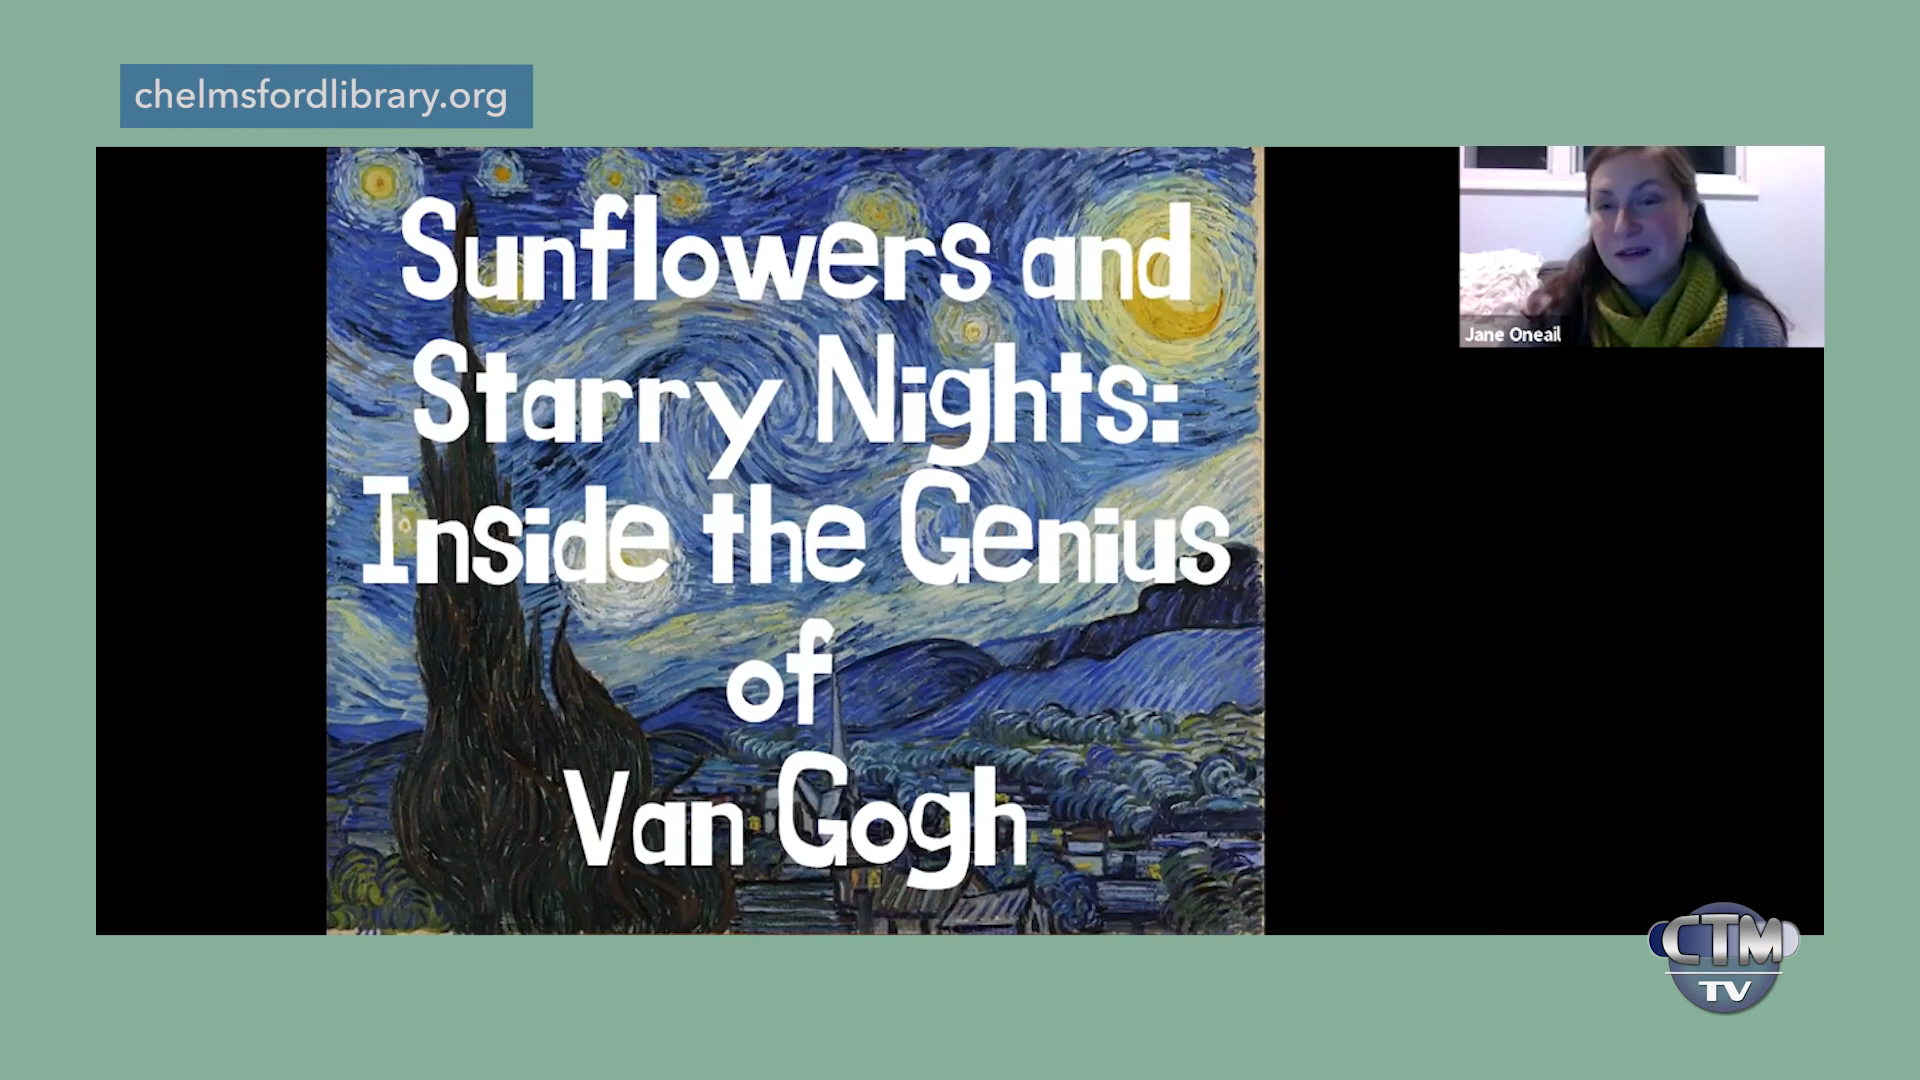 chelmsfordlibrary.org
Sunflowers and
Starry Nights:
Inside the Genius
of
Van Gogh
Jane Oneail
CTM
TV